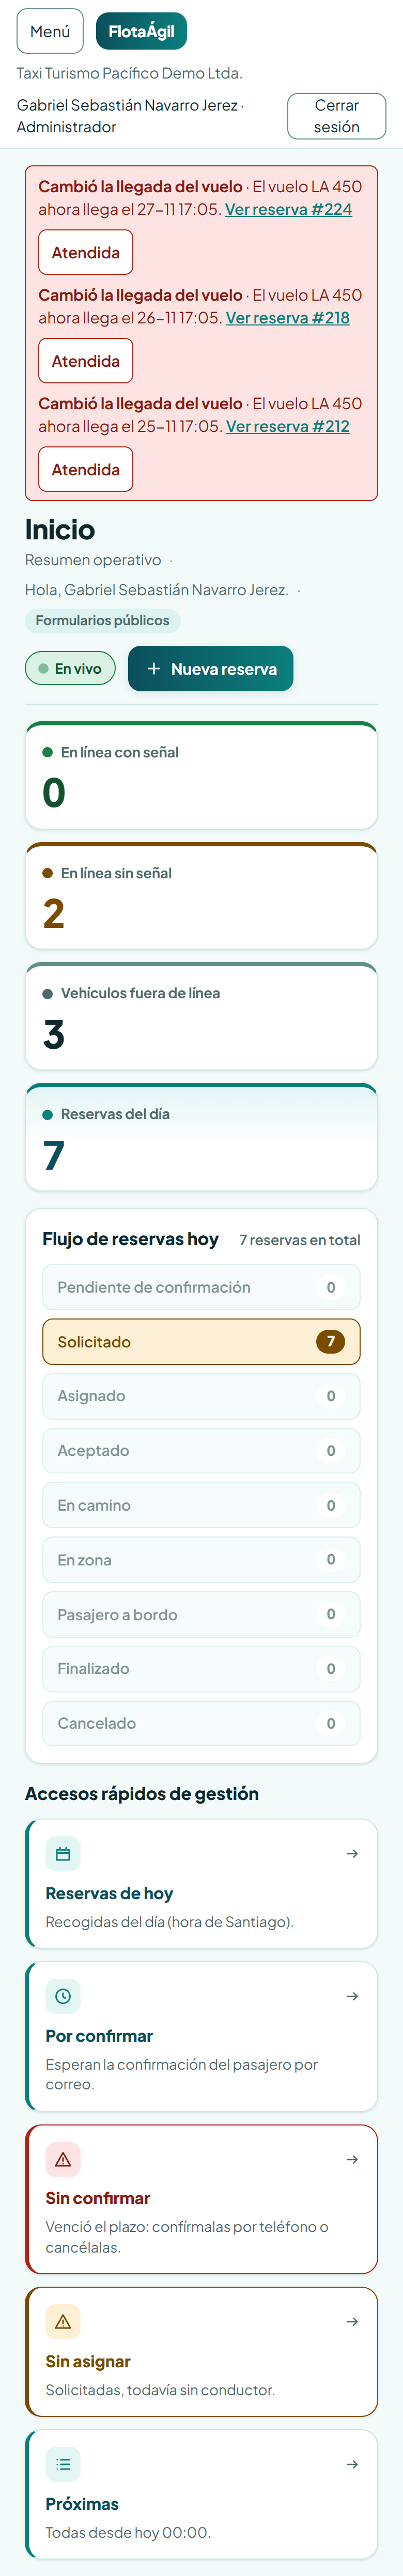 Menú
FlotaÁgil
Taxi Turismo Pacífico Demo Ltda.
Gabriel Sebastián Navarro Jerez ·
Administrador
Cerrar
sesión
Cambió la llegada del vuelo · El vuelo LA 450
ahora llega el 27-11 17:05. Ver reserva #224
Atendida
Cambió la llegada del vuelo · El vuelo LA 450
ahora llega el 26-11 17:05. Ver reserva #218
Atendida
Cambió la llegada del vuelo · El vuelo LA 450
ahora llega el 25-11 17:05. Ver reserva #212
Atendida
Inicio
Resumen operativo ·
Hola, Gabriel Sebastián Navarro Jerez. ·
Formularios públicos
En vivo
+ Nueva reserva
En línea con señal
0
En línea sin señal
2
Vehículos fuera de línea
3
Reservas del día
7
Flujo de reservas hoy 7 reservas en total
Pendiente de confirmación 0
Solicitado 7
Asignado 0
Aceptado 0
En camino 0
En zona 0
Pasajero a bordo 0
Finalizado 0
Cancelado 0
Accesos rápidos de gestión
Reservas de hoy
Recogidas del día (hora de Santiago).
Por confirmar
Esperan la confirmación del pasajero por
correo.
Sin confirmar
Venció el plazo: confírmalas por teléfono o
cancélalas.
Sin asignar
Solicitadas, todavía sin conductor.
Próximas
Todas desde hoy 00:00.